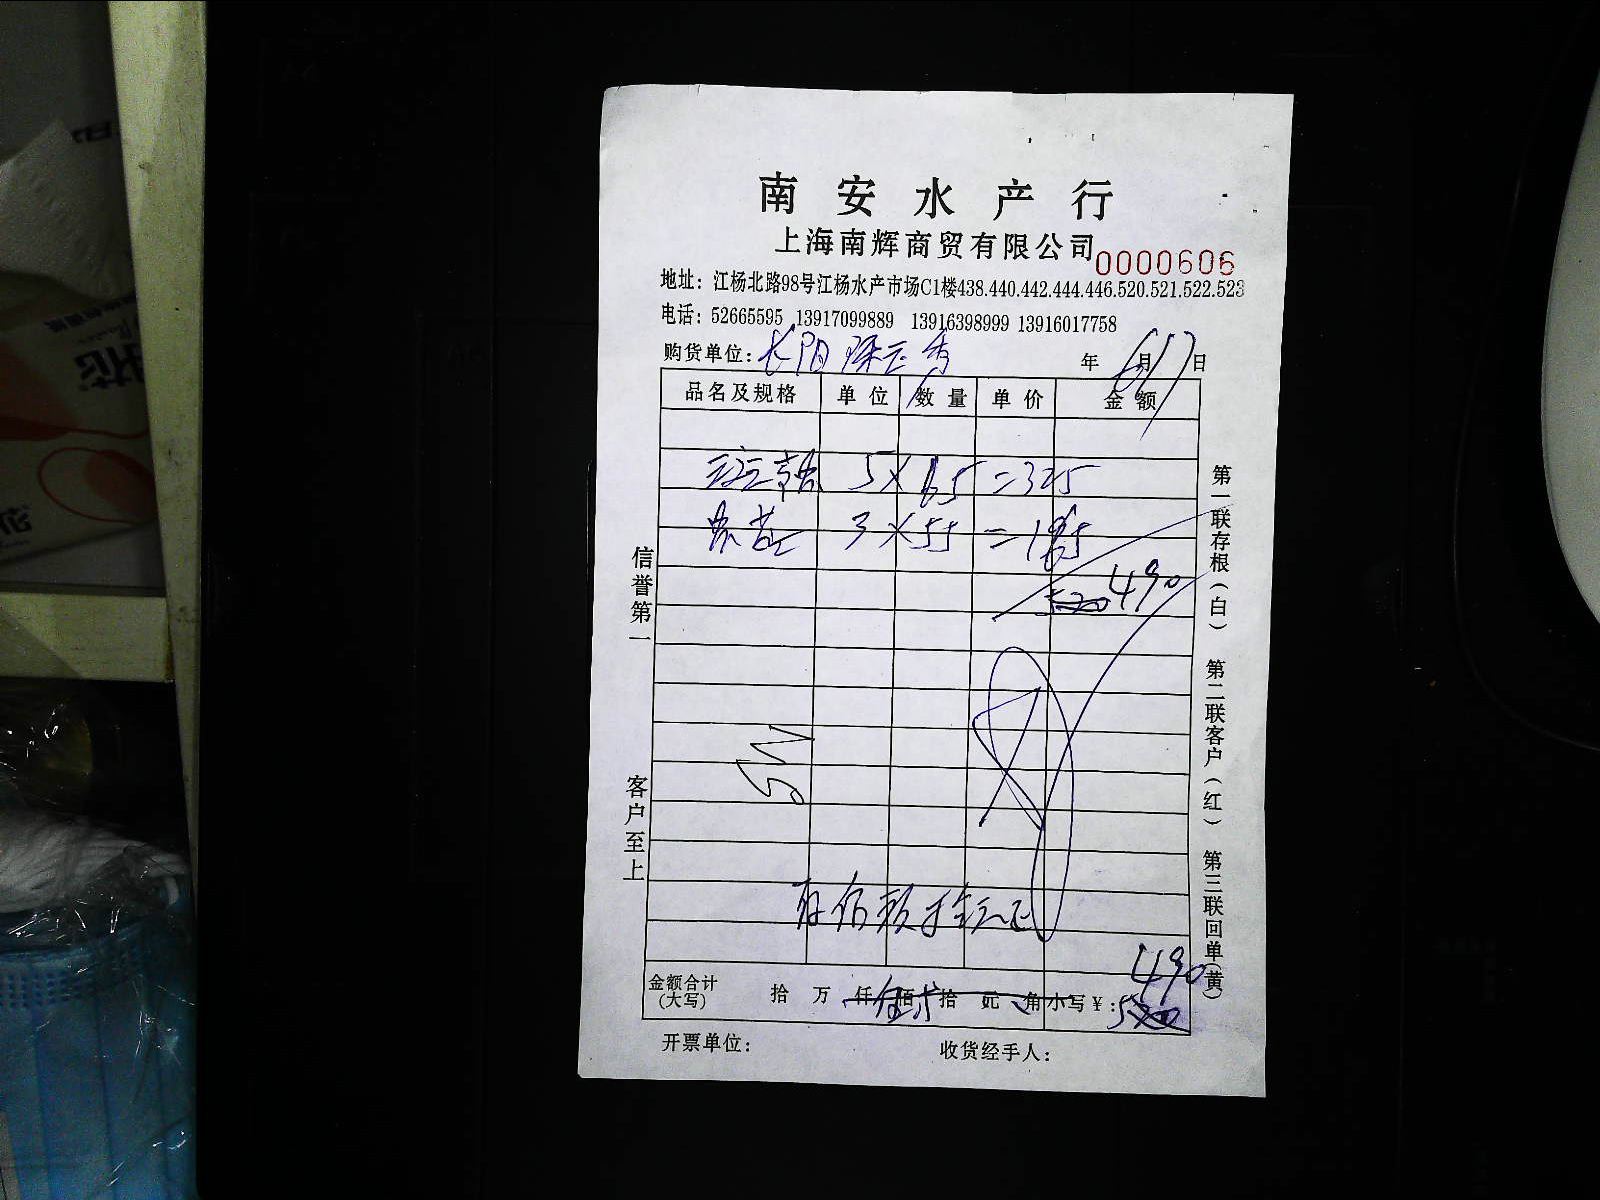 南安水产行
上海南辉商贸有限公司
0000606
地址：江杨北路98号江杨水产市场C1楼438.440.442.444.446.520.521.522.523
电话：52665595 13917099889 13916398999 13916017758
购货单位：长阳
年 月 日
6/17
品名及规格 单位 数量 单价 金额
5×65=325
3×55=165
520 490
信誉第一
客户至上
第一联存根（白）
第二联客户（红）
第三联回单（黄）
490
金额合计 拾 万 仟 佰 拾 元 角 小写￥：520
（大写）
开票单位： 收货经手人：